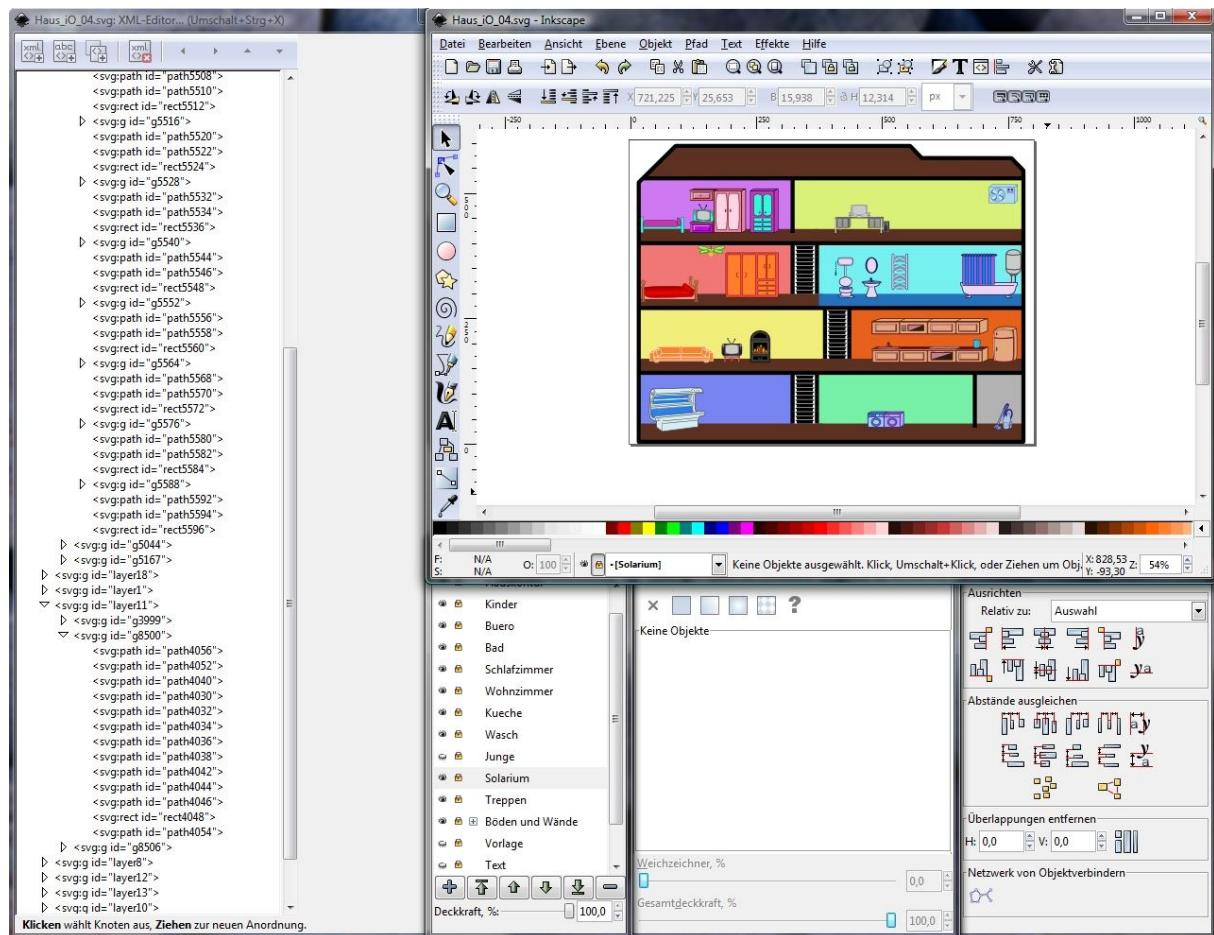 Haus_iO_04.svg: XML-Editor... (Umschalt+Strg+X)
<svg:path id="path5508">
<svg:path id="path5510">
<svg:rect id="rect5512">
<svg:g id="g5516">
<svg:path id="path5520">
<svg:path id="path5522">
<svg:rect id="rect5524">
<svg:g id="g5528">
<svg:path id="path5532">
<svg:path id="path5534">
<svg:rect id="rect5536">
<svg:g id="g5540">
<svg:path id="path5544">
<svg:path id="path5546">
<svg:rect id="rect5548">
<svg:g id="g5552">
<svg:path id="path5556">
<svg:path id="path5558">
<svg:rect id="rect5560">
<svg:g id="g5564">
<svg:path id="path5568">
<svg:path id="path5570">
<svg:rect id="rect5572">
<svg:g id="g5576">
<svg:path id="path5580">
<svg:path id="path5582">
<svg:rect id="rect5584">
<svg:g id="g5588">
<svg:path id="path5592">
<svg:path id="path5594">
<svg:rect id="rect5596">
<svg:g id="g5044">
<svg:g id="g5167">
<svg:g id="layer18">
<svg:g id="layer1">
<svg:g id="layer11">
<svg:g id="g3999">
<svg:g id="g8500">
<svg:path id="path4056">
<svg:path id="path4052">
<svg:path id="path4040">
<svg:path id="path4030">
<svg:path id="path4032">
<svg:path id="path4034">
<svg:path id="path4036">
<svg:path id="path4038">
<svg:path id="path4042">
<svg:path id="path4044">
<svg:path id="path4046">
<svg:rect id="rect4048">
<svg:path id="path4054">
<svg:g id="g8506">
<svg:g id="layer8">
<svg:g id="layer12">
<svg:g id="layer13">
<svg:g id="layer10">
Klicken wählt Knoten aus, Ziehen zur neuen Anordnung.
Haus_iO_04.svg - Inkscape
Datei Bearbeiten Ansicht Ebene Objekt Pfad Text Effekte Hilfe
X 721,225 Y 25,653 B 15,938 H 12,314 px
-250 0 250 500 750 1000
500
250
0
F: N/A
S: N/A
O: 100 •[Solarium] Keine Objekte ausgewählt. Klick, Umschalt+Klick, oder Ziehen um Obj
X: 828,53
Y: -93,30
Z: 54%
Kinder
Buero
Bad
Schlafzimmer
Wohnzimmer
Kueche
Wasch
Junge
Solarium
Treppen
Böden und Wände
Vorlage
Text
Deckkraft, %: 100,0
Keine Objekte
Weichzeichner, %
0,0
Gesamtdeckkraft, %
100,0
Ausrichten
Relativ zu: Auswahl
Abstände ausgleichen
Überlappungen entfernen
H: 0,0 V: 0,0
Netzwerk von Objektverbindern